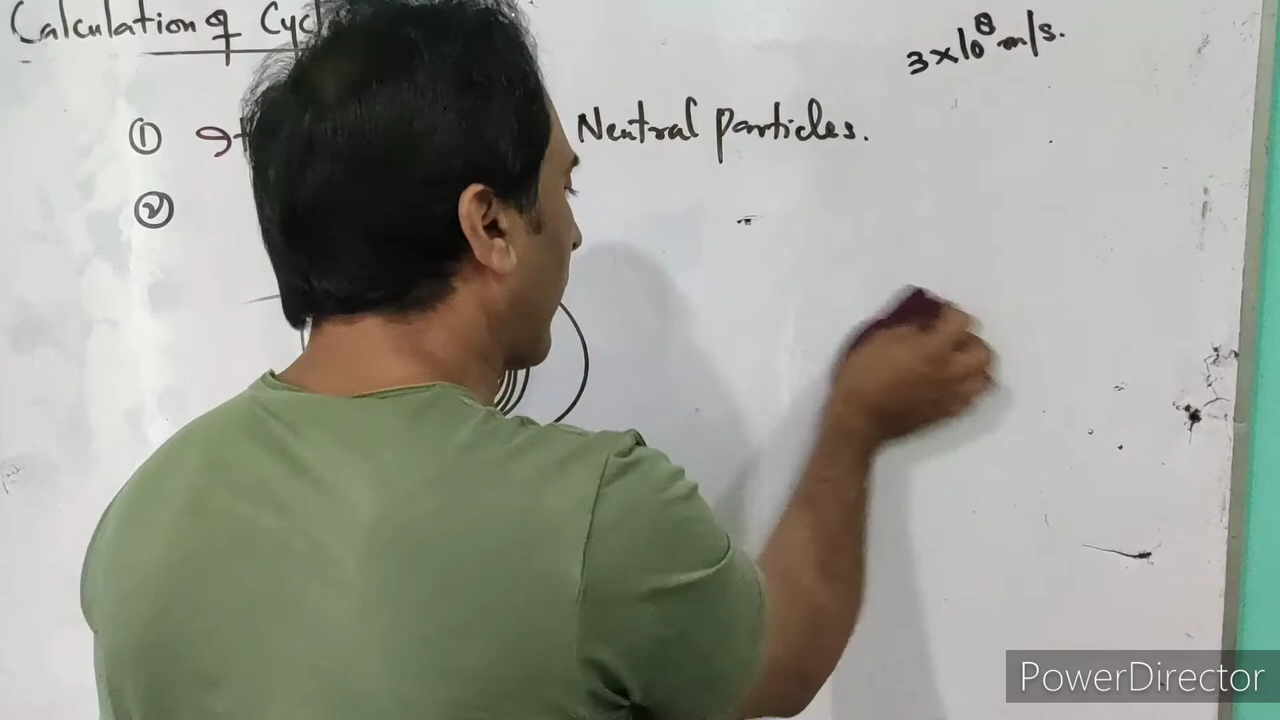 Calculation of Cyc
3×10⁸ m/s.
① Neutral particles.
②
PowerDirector